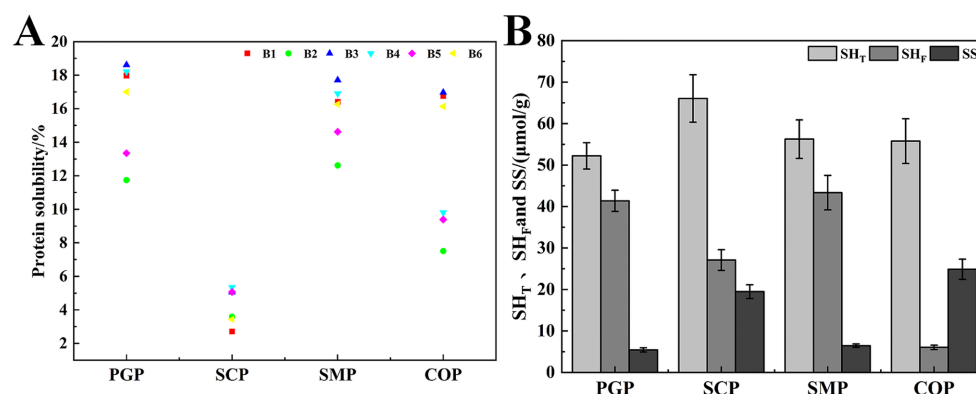 A
Protein solubility/%
20
18
16
14
12
10
8
6
4
2
B1 B2 B3 B4 B5 B6
PGP SCP SMP COP
B
SH_T、SH_F and SS/(μmol/g)
80
70
60
50
40
30
20
10
0
SH_T SH_F SS
PGP SCP SMP COP